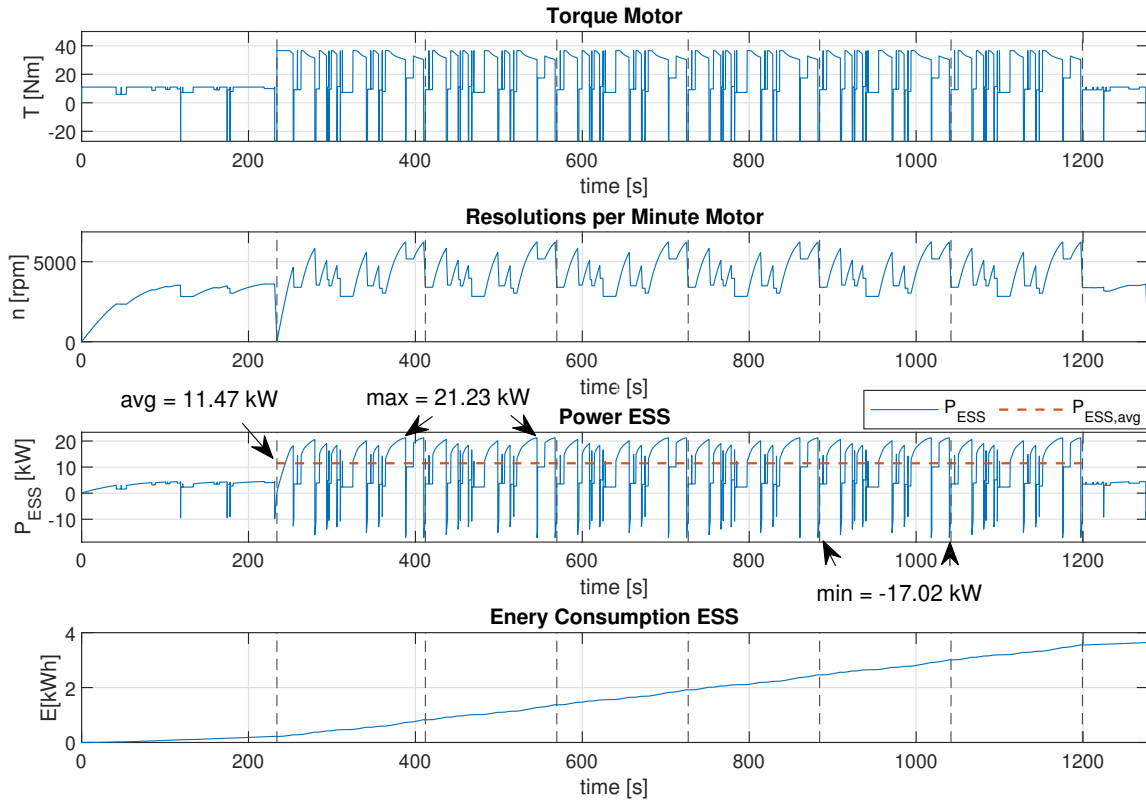 Torque Motor
T [Nm]
40
20
0
-20
0 200 400 600 800 1000 1200
time [s]
Resolutions per Minute Motor
n [rpm]
5000
0
0 200 400 600 800 1000 1200
time [s]
avg = 11.47 kW
max = 21.23 kW
P_ESS P_ESS,avg
Power ESS
P_ESS [kW]
20
10
0
-10
0 200 400 600 800 1000 1200
time [s]
min = -17.02 kW
Enery Consumption ESS
E[kWh]
4
2
0
0 200 400 600 800 1000 1200
time [s]